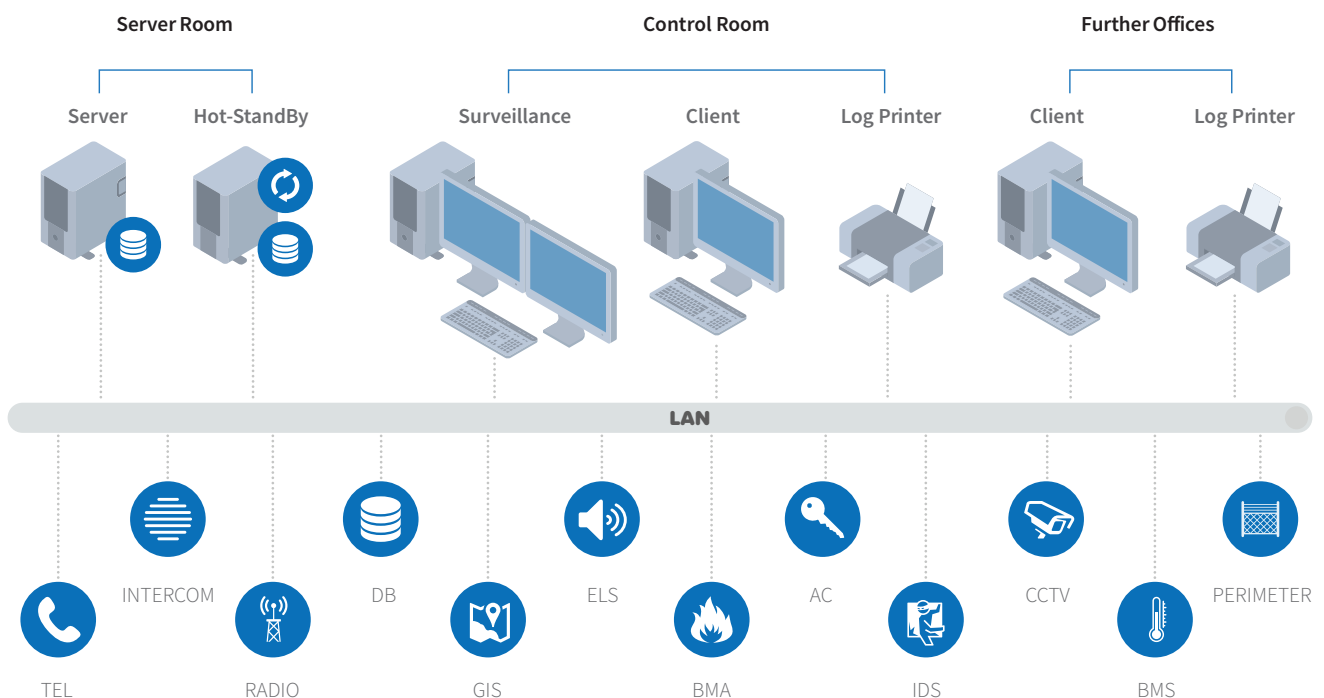 Server Room
Control Room
Further Offices
Server
Hot-StandBy
Surveillance
Client
Log Printer
Client
Log Printer
LAN
INTERCOM
DB
ELS
AC
CCTV
PERIMETER
TEL
RADIO
GIS
BMA
IDS
BMS